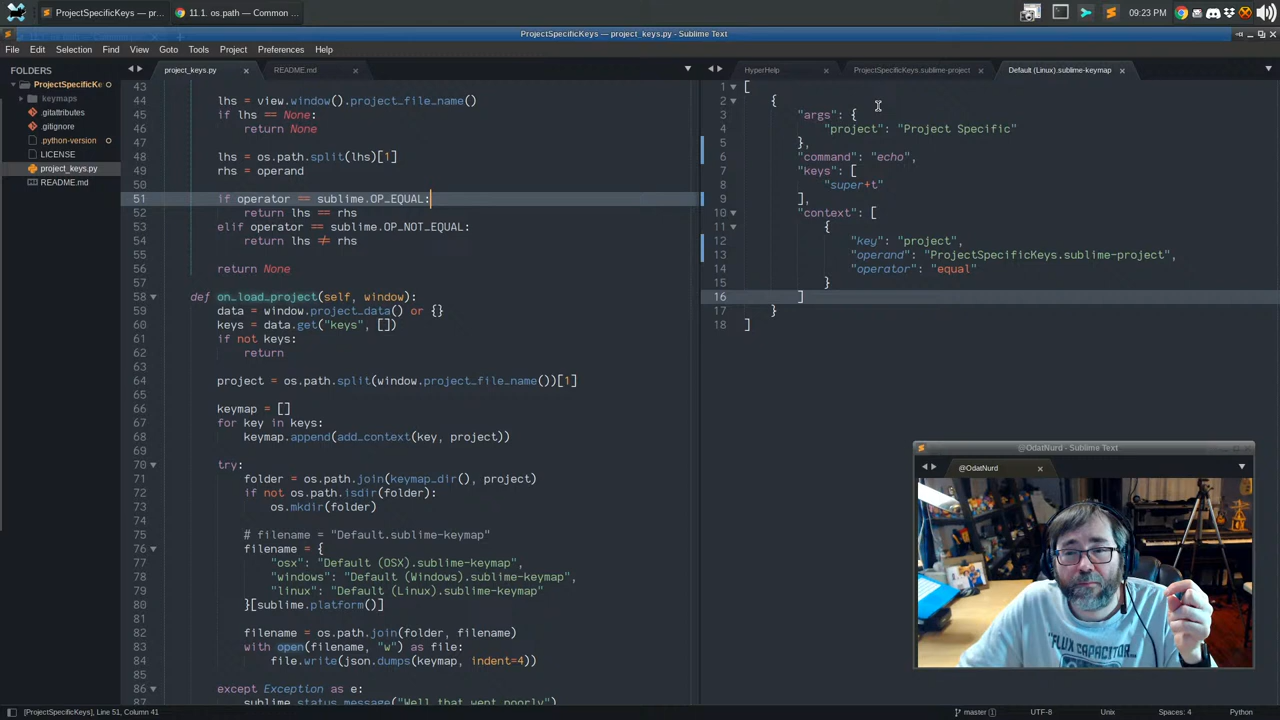 ProjectSpecificKeys — pr...
11.1. os.path — Common ...
09:23 PM
ProjectSpecificKeys — project_keys.py - Sublime Text
File Edit Selection Find View Goto Tools Project Preferences Help
FOLDERS
ProjectSpecificKe
keymaps
.gitattributes
.gitignore
.python-version
LICENSE
project_keys.py
README.md
project_keys.py
README.md
43
44 lhs = view.window().project_file_name()
45 if lhs == None:
46 return None
47
48 lhs = os.path.split(lhs)[1]
49 rhs = operand
50
51 if operator == sublime.OP_EQUAL:
52 return lhs == rhs
53 elif operator == sublime.OP_NOT_EQUAL:
54 return lhs ≠ rhs
55
56 return None
57
58 def on_load_project(self, window):
59 data = window.project_data() or {}
60 keys = data.get("keys", [])
61 if not keys:
62 return
63
64 project = os.path.split(window.project_file_name())[1]
65
66 keymap = []
67 for key in keys:
68 keymap.append(add_context(key, project))
69
70 try:
71 folder = os.path.join(keymap_dir(), project)
72 if not os.path.isdir(folder):
73 os.mkdir(folder)
74
75 # filename = "Default.sublime-keymap"
76 filename = {
77 "osx": "Default (OSX).sublime-keymap",
78 "windows": "Default (Windows).sublime-keymap",
79 "linux": "Default (Linux).sublime-keymap"
80 }[sublime.platform()]
81
82 filename = os.path.join(folder, filename)
83 with open(filename, "w") as file:
84 file.write(json.dumps(keymap, indent=4))
85
86 except Exception as e:
87 sublime.status_message("Well that went poorly")
HyperHelp
ProjectSpecificKeys.sublime-project
Default (Linux).sublime-keymap
1 [
2 {
3 "args": {
4 "project": "Project Specific"
5 },
6 "command": "echo",
7 "keys": [
8 "super+t"
9 ],
10 "context": [
11 {
12 "key": "project",
13 "operand": "ProjectSpecificKeys.sublime-project",
14 "operator": "equal"
15 }
16 ]
17 }
18 ]
@OdatNurd - Sublime Text
@OdatNurd
"FLUX CAPACITOR...
[ProjectSpecificKeys], Line 51, Column 41
master 1 UTF-8 Unix Spaces: 4 Python